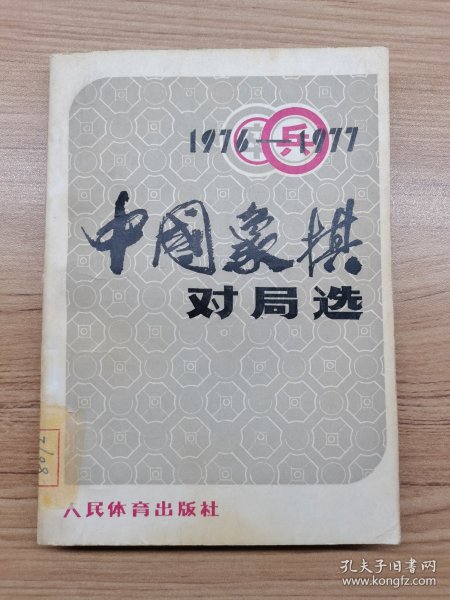 1976—1977
兵
中國象棋
对局选
人民体育出版社
孔夫子旧书网
www.kongfz.com